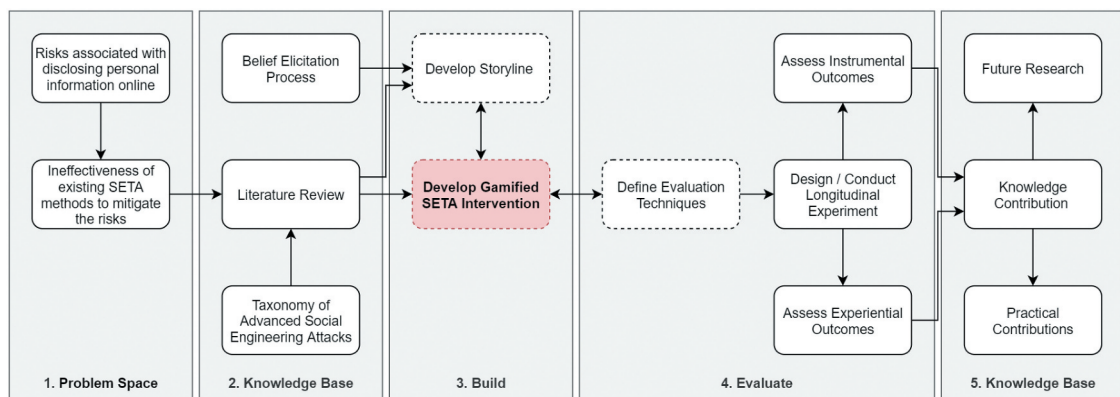 Risks associated with
disclosing personal
information online
Ineffectiveness of
existing SETA
methods to mitigate
the risks
1. Problem Space
Belief Elicitation
Process
Literature Review
Taxonomy of
Advanced Social
Engineering Attacks
2. Knowledge Base
Develop Storyline
Develop Gamified
SETA Intervention
3. Build
Define Evaluation
Techniques
Assess Instrumental
Outcomes
Design / Conduct
Longitudinal
Experiment
Assess Experiential
Outcomes
4. Evaluate
Future Research
Knowledge
Contribution
Practical
Contributions
5. Knowledge Base